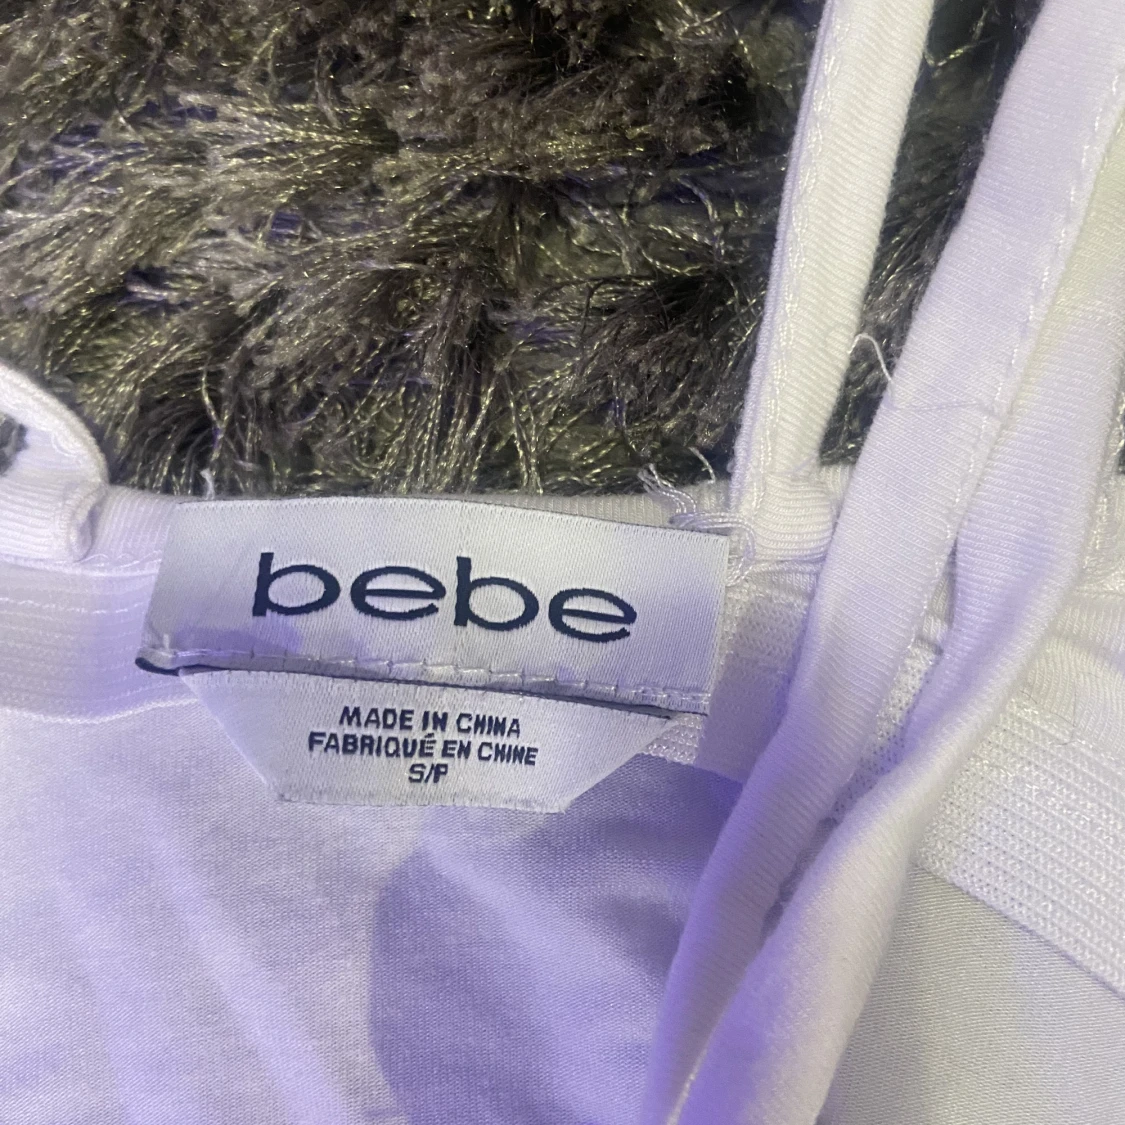 bebe
MADE IN CHINA
FABRIQUÉ EN CHINE
S/P